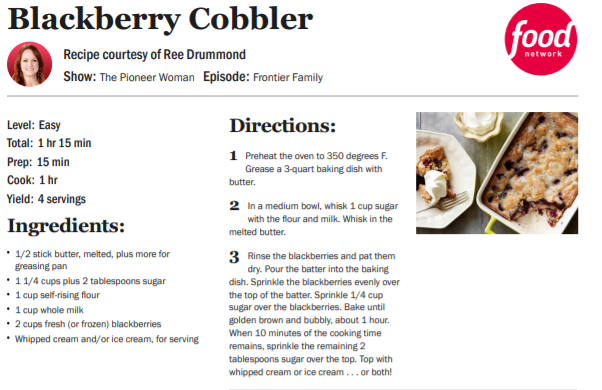 Blackberry Cobbler
Recipe courtesy of Ree Drummond
Show: The Pioneer Woman Episode: Frontier Family
food
network
Level: Easy
Total: 1 hr 15 min
Prep: 15 min
Cook: 1 hr
Yield: 4 servings
Ingredients:
• 1/2 stick butter, melted, plus more for
greasing pan
• 1 1/4 cups plus 2 tablespoons sugar
• 1 cup self-rising flour
• 1 cup whole milk
• 2 cups fresh (or frozen) blackberries
• Whipped cream and/or ice cream, for serving
Directions:
1 Preheat the oven to 350 degrees F.
Grease a 3-quart baking dish with
butter.
2 In a medium bowl, whisk 1 cup sugar
with the flour and milk. Whisk in the
melted butter.
3 Rinse the blackberries and pat them
dry. Pour the batter into the baking
dish. Sprinkle the blackberries evenly over
the top of the batter. Sprinkle 1/4 cup
sugar over the blackberries. Bake until
golden brown and bubbly, about 1 hour.
When 10 minutes of the cooking time
remains, sprinkle the remaining 2
tablespoons sugar over the top. Top with
whipped cream or ice cream . . . or both!